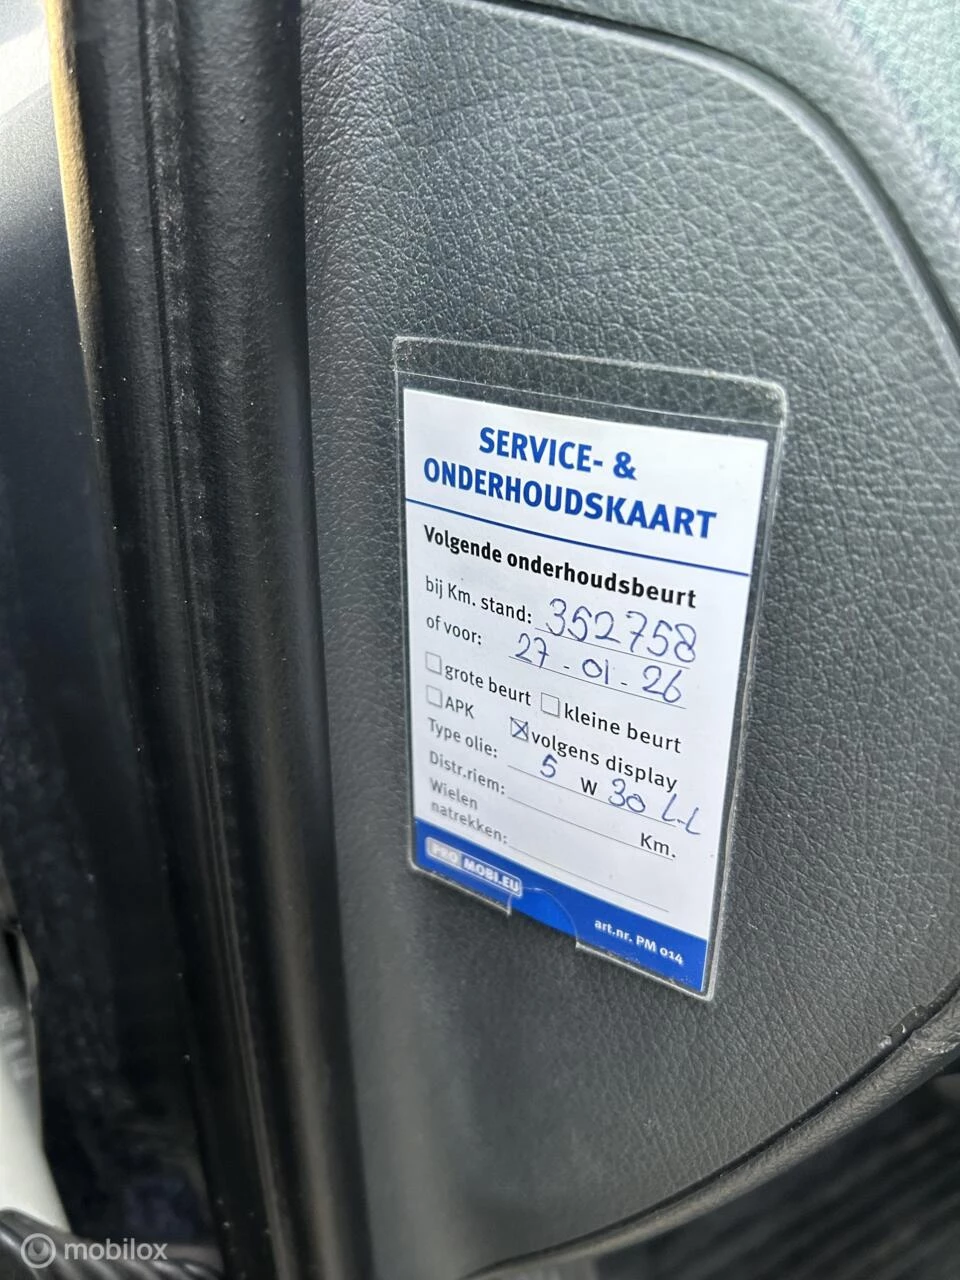 SERVICE- &
ONDERHOUDSKAART
Volgende onderhoudsbeurt
bij Km. stand: 352758
of voor: 27-01-26
☐ grote beurt ☐ kleine beurt
☐ APK ☒ volgens display
Type olie: 5 W 30 L-L
Distr.riem: Km.
Wielen
natrekken:
PRO MOBI.EU
art.nr. PM 014
mobilox